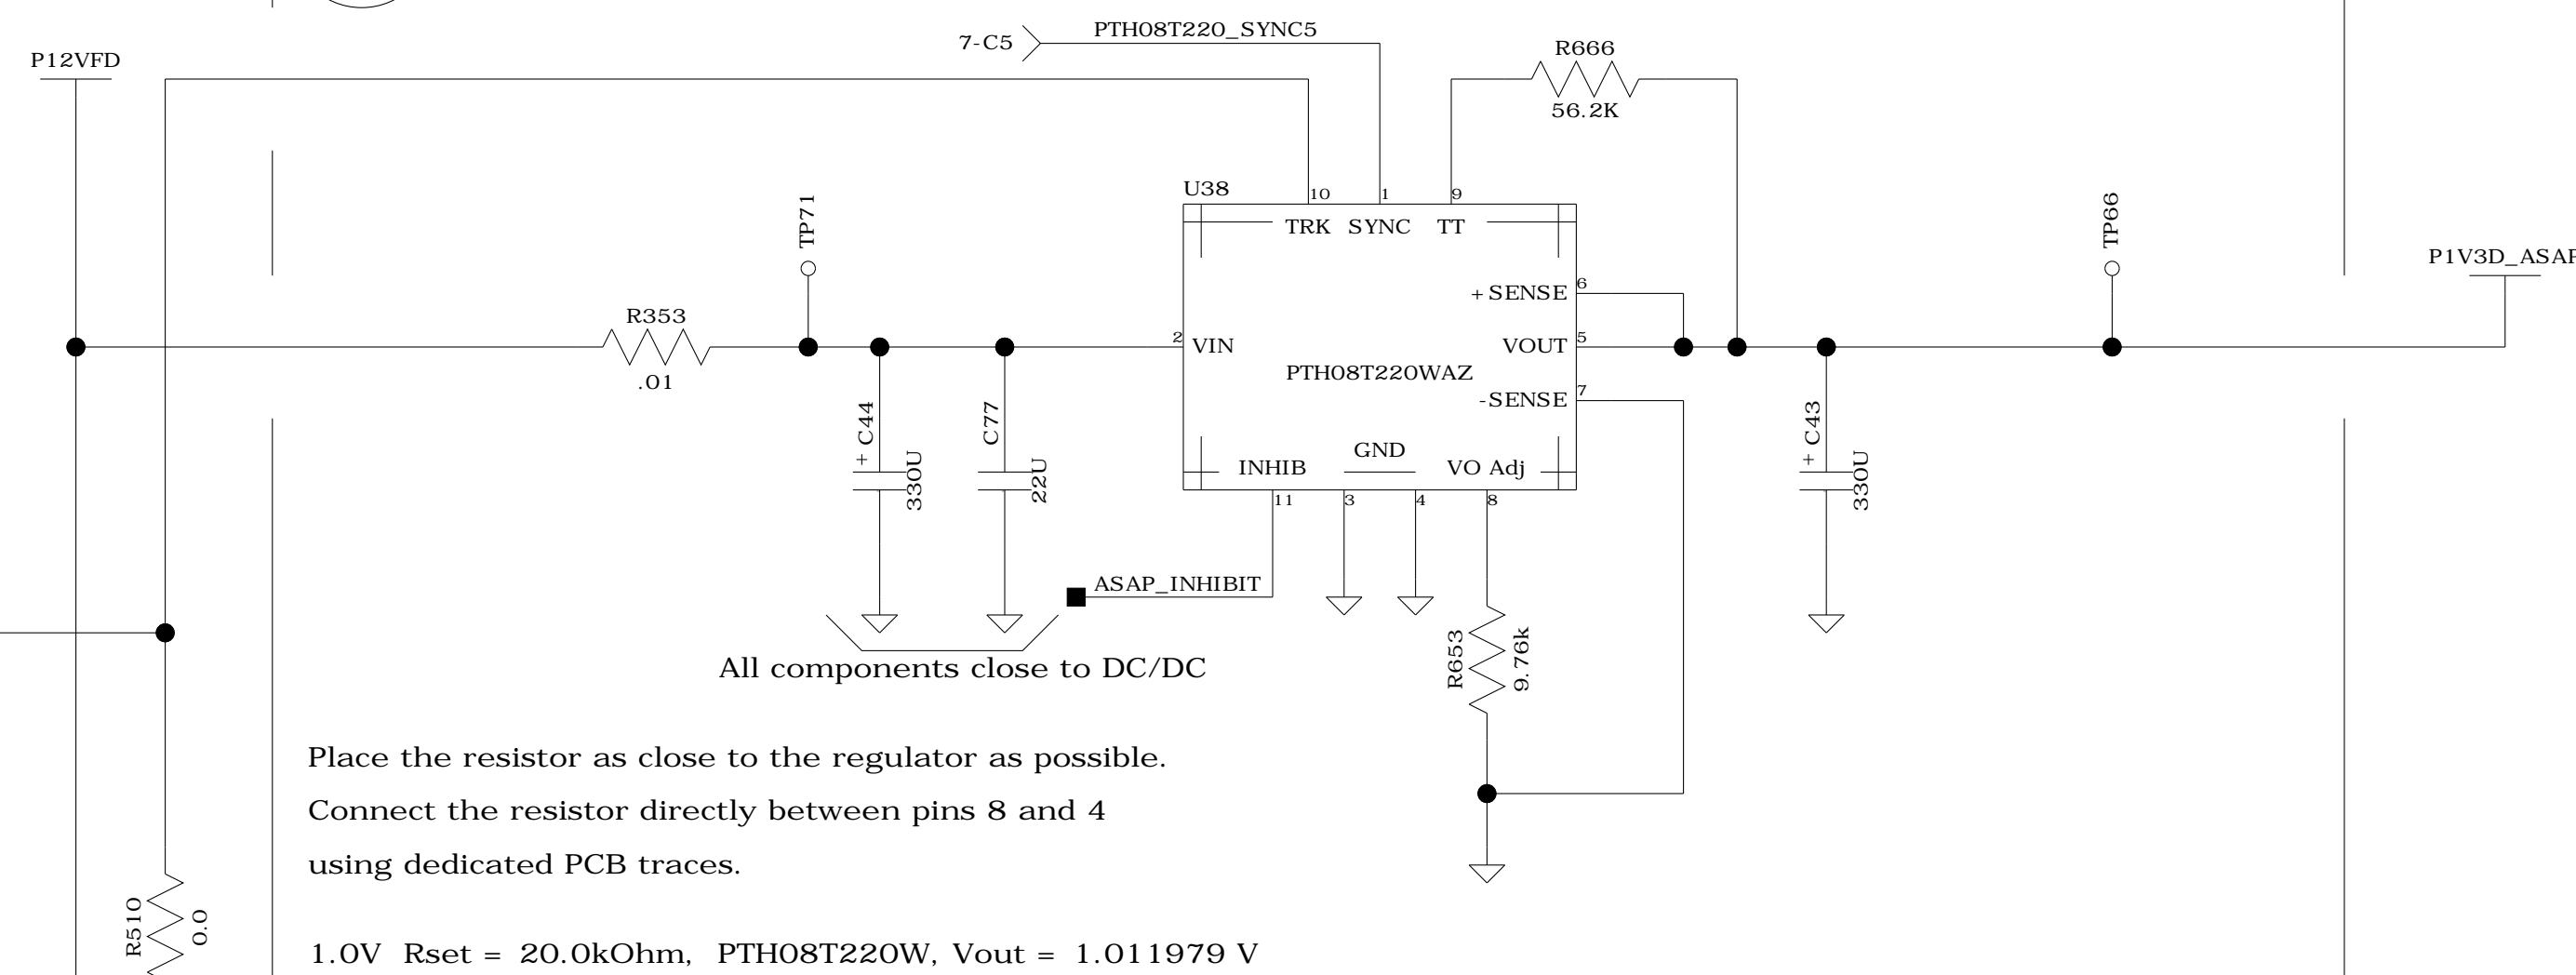 PTH08T220_SYNC5
7-C5
R666
P12VFD
56.2K
U38
10
1
9
TP71
TP66
TRK
SYNC
TT
P1V3D_ASAP
+SENSE
6
R353
2
VIN
VOUT
5
PTH08T220WAZ
.01
-SENSE
7
+
C44
330U
C77
22U
+
C43
330U
GND
INHIB
VO Adj
11
3
4
8
ASAP_INHIBIT
R653
9.76k
All components close to DC/DC
Place the resistor as close to the regulator as possible.
Connect the resistor directly between pins 8 and 4
using dedicated PCB traces.
R510
0.0
1.0V Rset = 20.0kOhm, PTH08T220W, Vout = 1.011979 V